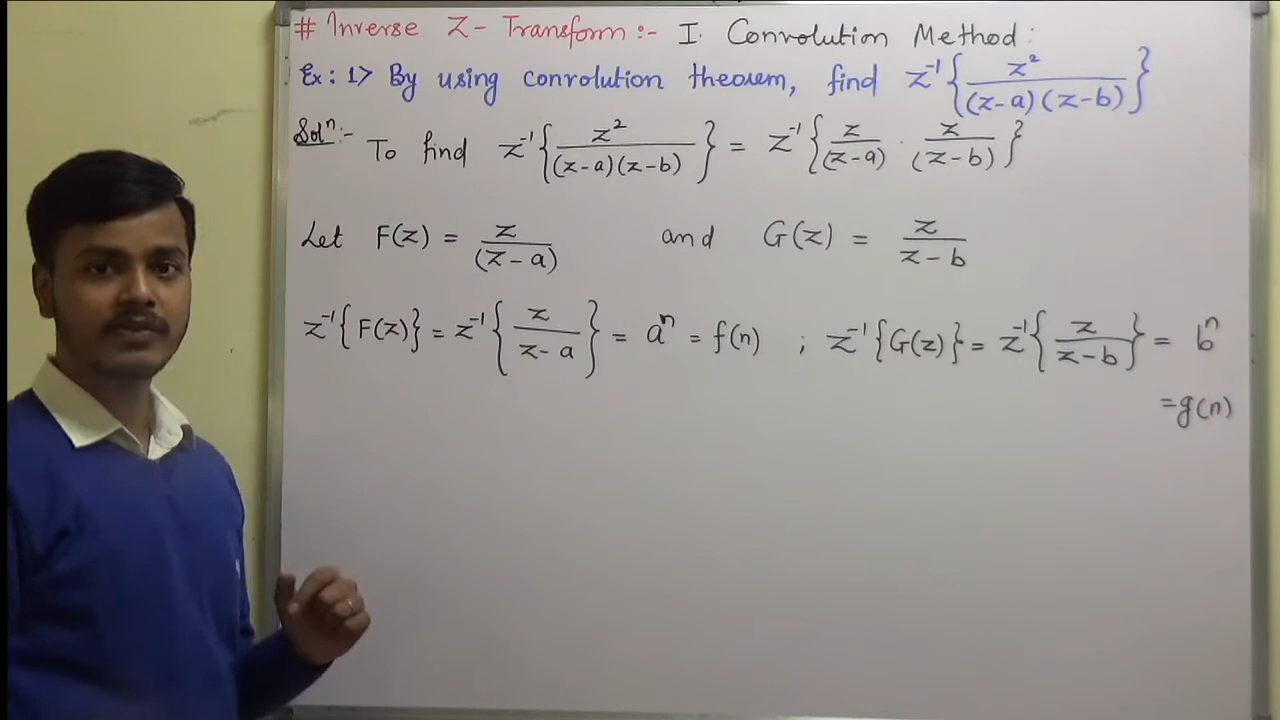 # Inverse Z - Transform :- I. Convolution Method :
Ex: 1> By using convolution theorem, find z⁻¹{z²/((z-a)(z-b))}
Solⁿ:- To find z⁻¹{z²/((z-a)(z-b))} = z⁻¹{z/(z-a) · z/(z-b)}
Let F(z) = z/(z-a) and G(z) = z/(z-b)
z⁻¹{F(z)} = z⁻¹{z/(z-a)} = aⁿ = f(n) ; z⁻¹{G(z)} = z⁻¹{z/(z-b)} = bⁿ
= g(n)